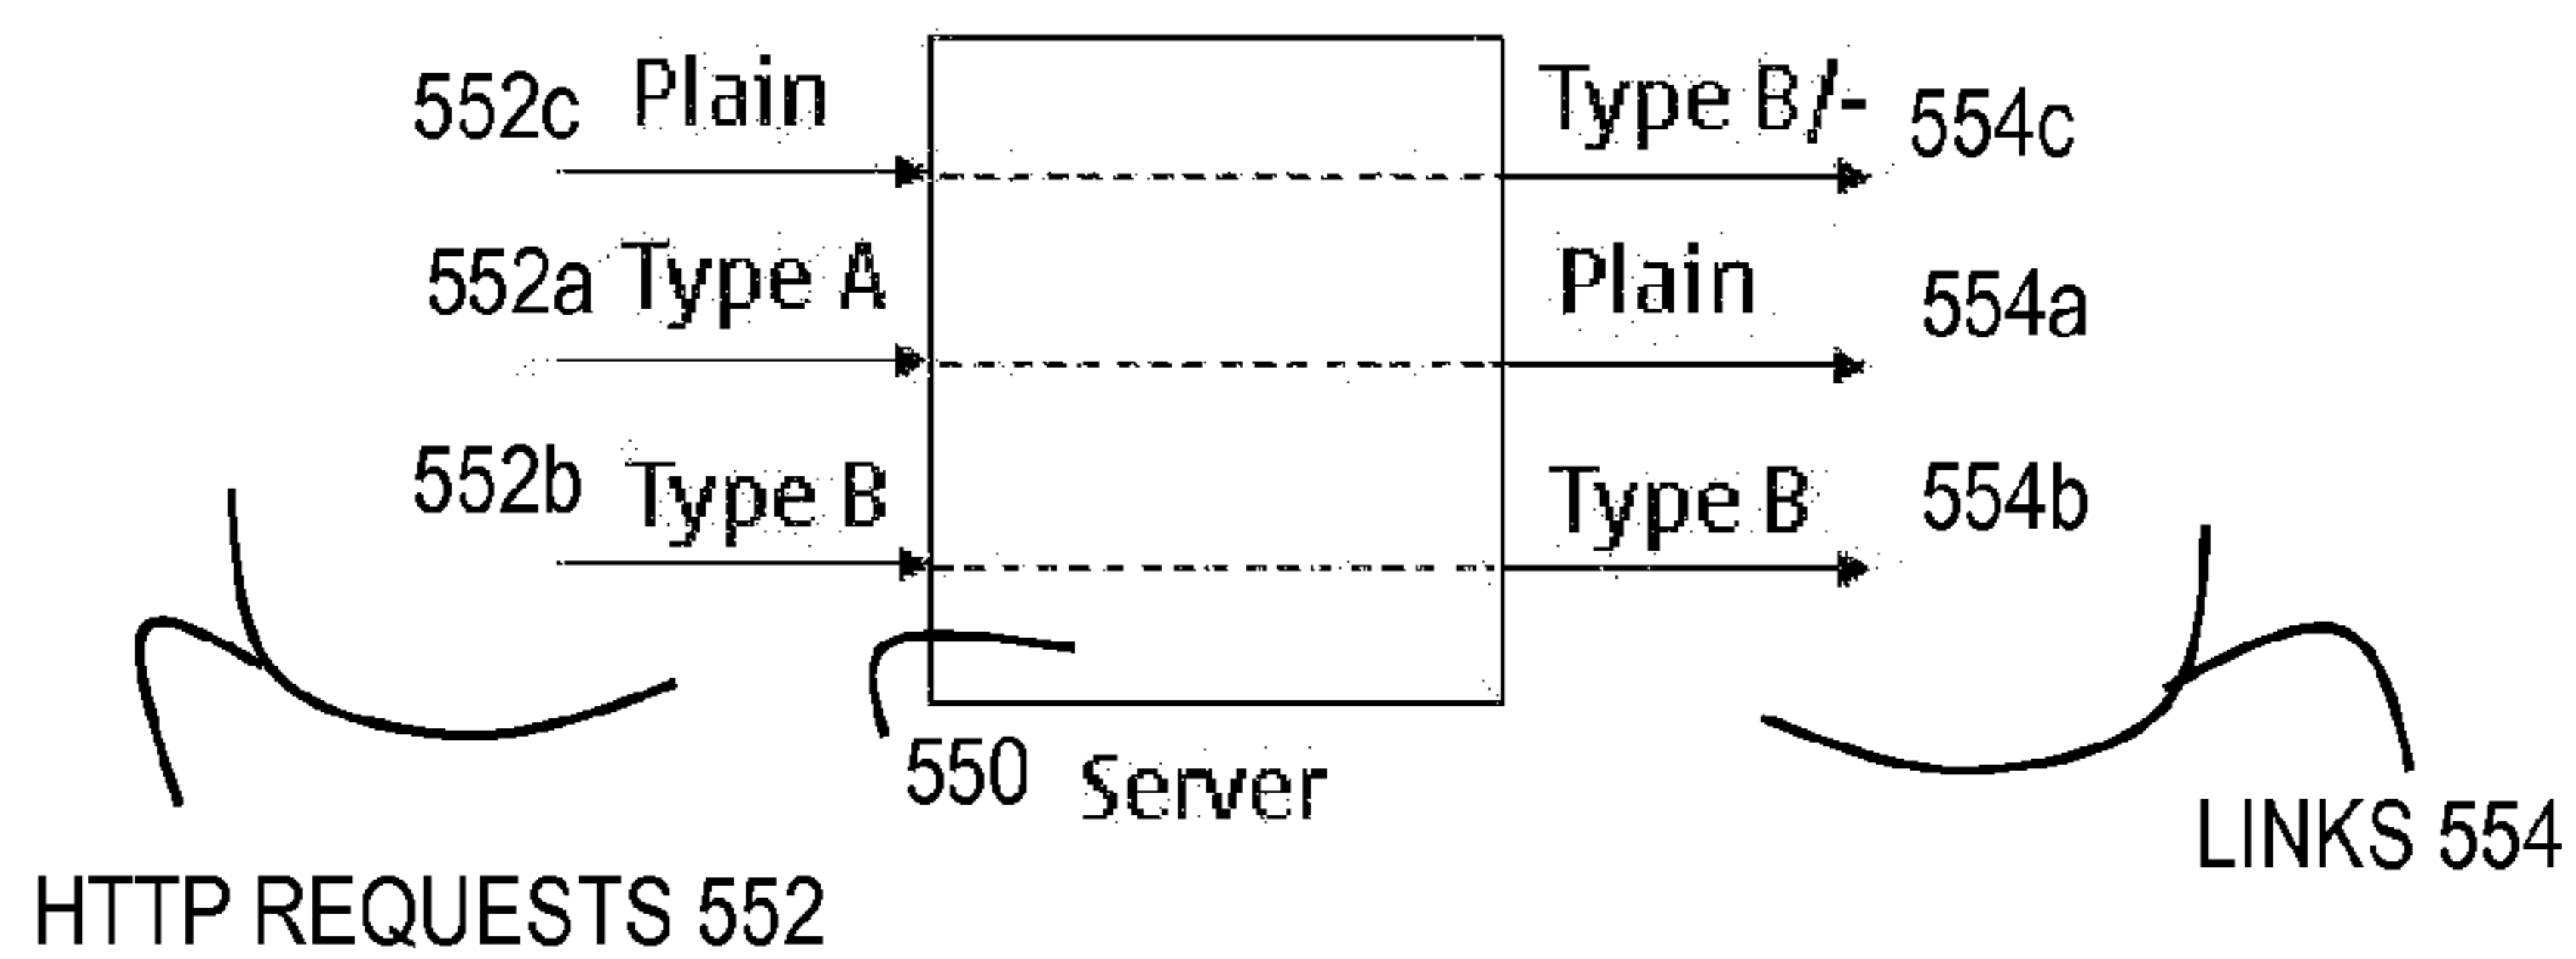 552c Plain Type B/- 554c
552a Type A Plain 554a
552b Type B Type B 554b
550 Server
LINKS 554
HTTP REQUESTS 552